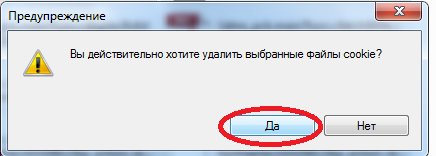 Предупреждение
Вы действительно хотите удалить выбранные файлы cookie?
Да
Нет